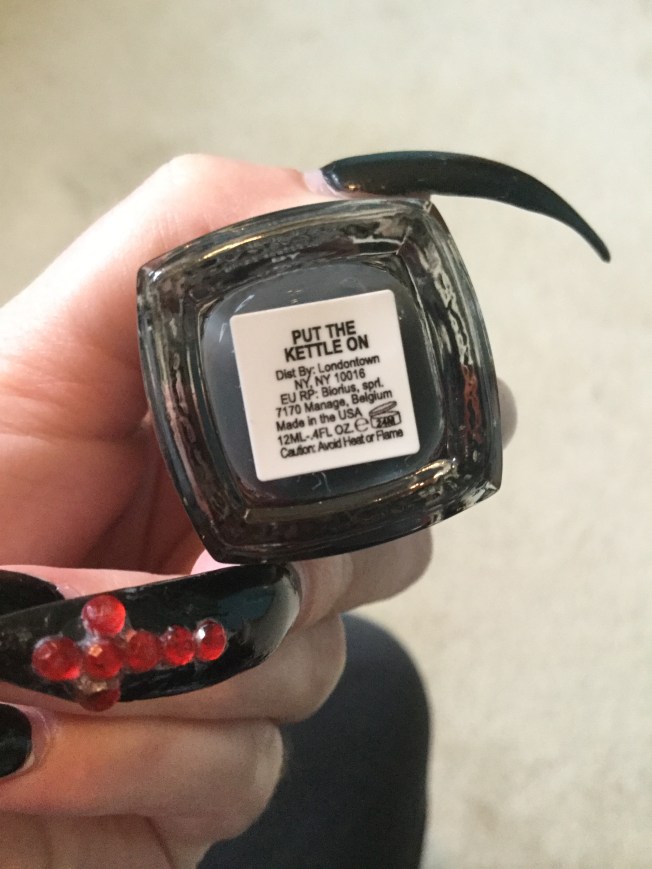 PUT THE
KETTLE ON
Dist By: Londontown
NY, NY 10016
EU RP: Biorius, sprl.
7170 Manage, Belgium
Made in the USA
12ML-.4FL OZ. e 24M
Caution: Avoid Heat or Flame